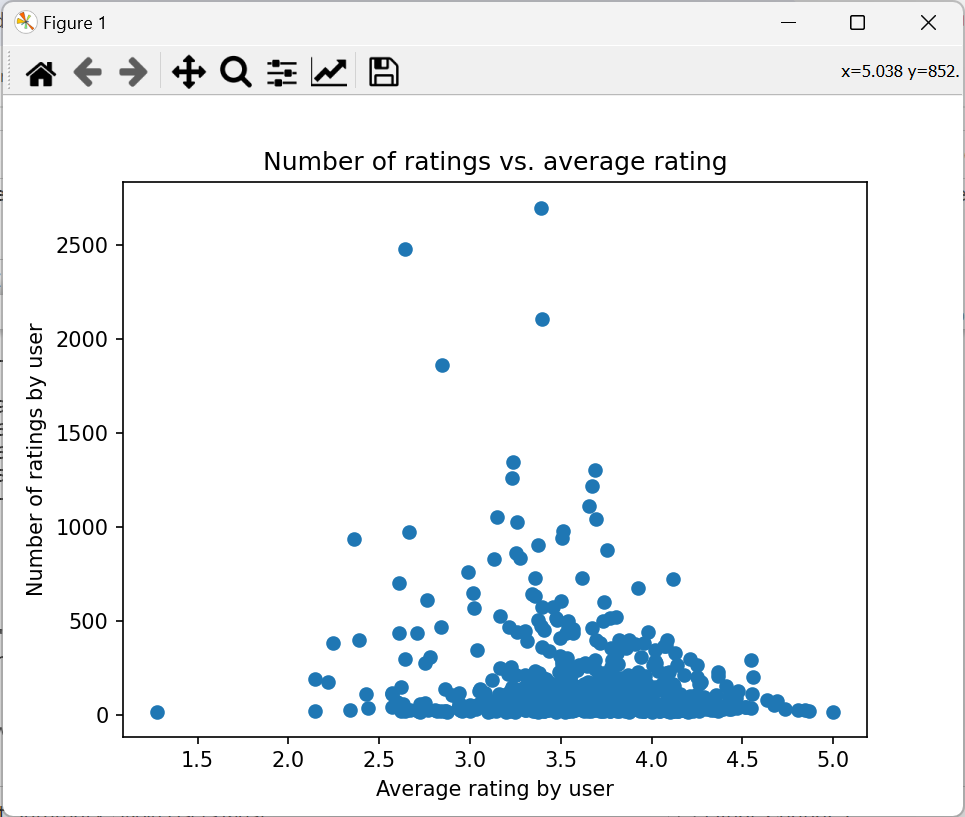 Figure 1
x=5.038 y=852.
Number of ratings vs. average rating
Number of ratings by user
2500
2000
1500
1000
500
0
1.5 2.0 2.5 3.0 3.5 4.0 4.5 5.0
Average rating by user